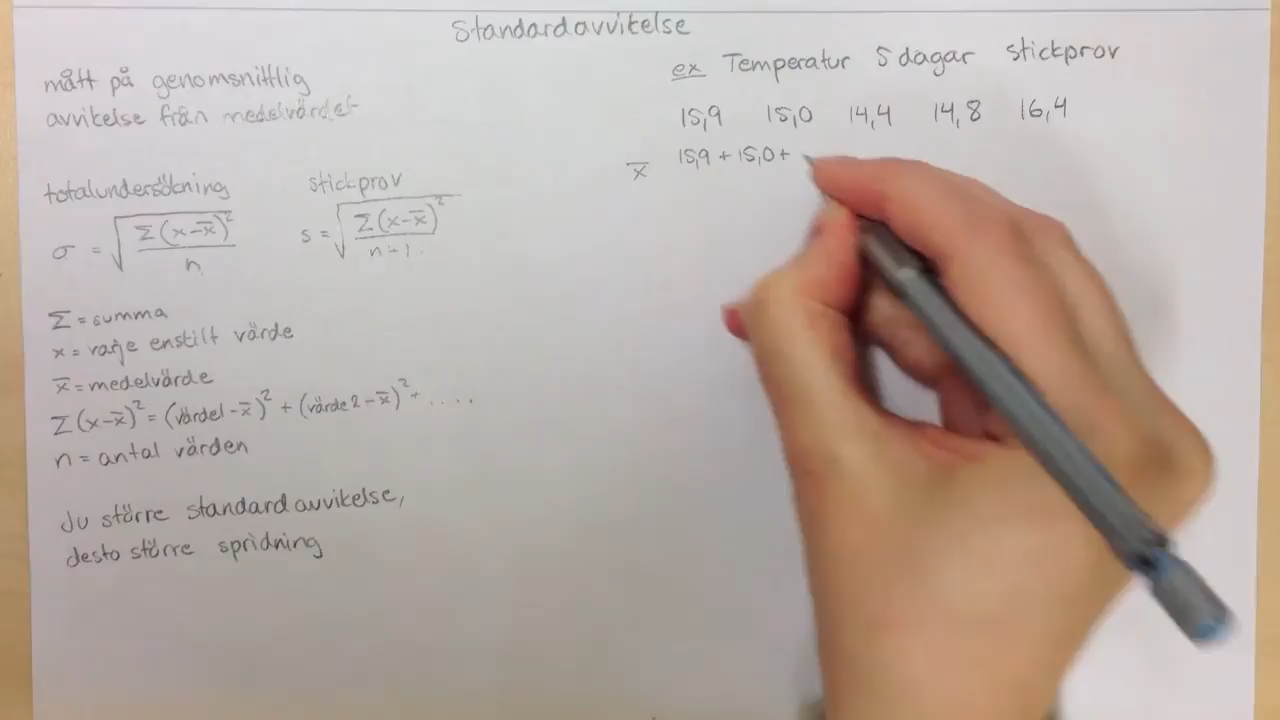 Standardavvikelse
mått på genomsnittlig
avvikelse från medelvärdet
totalundersökning
σ = √(Σ(x-x̄)²/n)
stickprov
s = √(Σ(x-x̄)²/n-1)
Σ = summa
x = varje enskilt värde
x̄ = medelvärde
Σ(x-x̄)² = (värde1-x̄)² + (värde2-x̄)² + ....
n = antal värden
Ju större standardavvikelse,
desto större spridning
ex Temperatur 5 dagar stickprov
15,9 15,0 14,4 14,8 16,4
x̄ 15,9 + 15,0 +